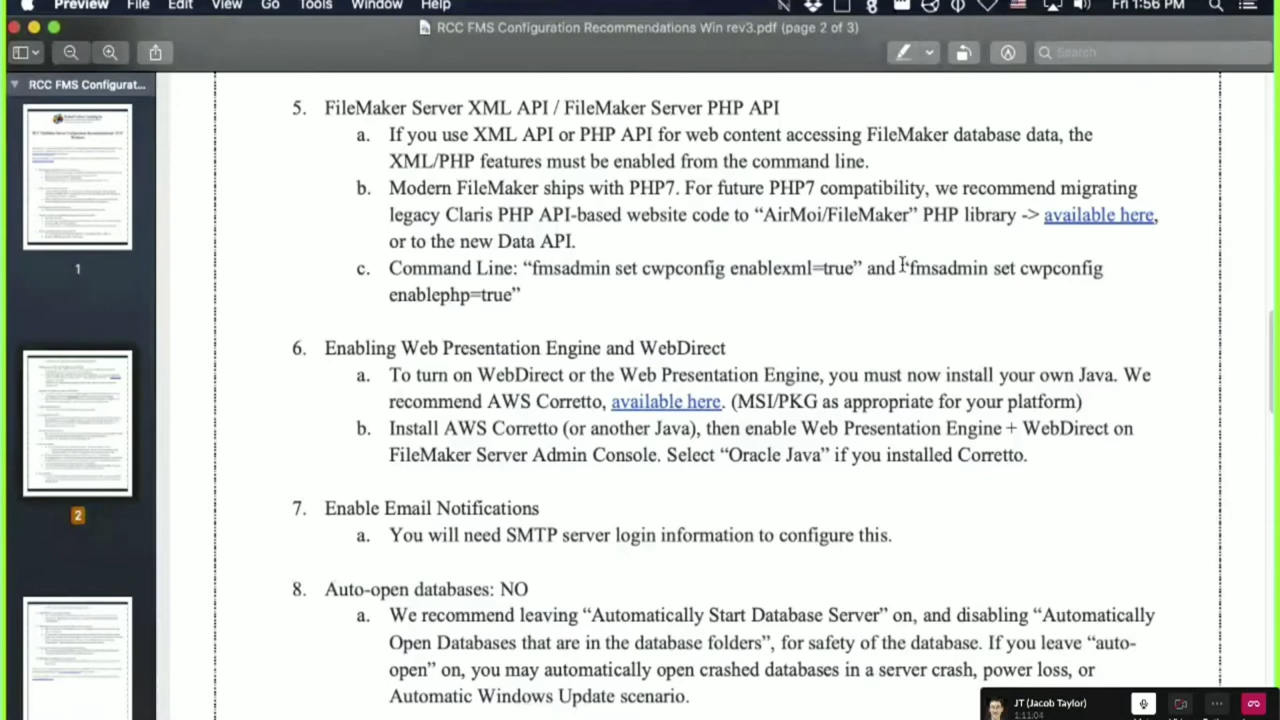 Preview File Edit View Go Tools Window Help Fri 1:56 PM
RCC FMS Configuration Recommendations Win rev3.pdf (page 2 of 3)
Search
RCC FMS Configurat...
1
2
5. FileMaker Server XML API / FileMaker Server PHP API
a. If you use XML API or PHP API for web comm accessing FileMaker database data, the
XML/PHP features must be enabled from the command line.
b. Modern FileMaker ships with PHP7. For future PHP7 compatibility, we recommend migrating
legacy Claris PHP API-based website code to “AirMoi/FileMaker” PHP library -> available here,
or to the new Data API.
c. Command Line: “fmsadmin set cwpconfig enablexml=true” and “fmsadmin set cwpconfig
enablephp=true”
6. Enabling Web Presentation Engine and WebDirect
a. To turn on WebDirect or the Web Presentation Engine, you must now install your own Java. We
recommend AWS Corretto, available here. (MSI/PKG as appropriate for your platform)
b. Install AWS Corretto (or another Java), then enable Web Presentation Engine + WebDirect on
FileMaker Server Admin Console. Select “Oracle Java” if you installed Corretto.
7. Enable Email Notifications
a. You will need SMTP server login information to configure this.
8. Auto-open databases: NO
a. We recommend leaving “Automatically Start Database Server” on, and disabling “Automatically
Open Databases that are in the database folders”, for safety of the database. If you leave “auto-
open” on, you may automatically open crashed databases in a server crash, power loss, or
Automatic Windows Update scenario.
JT (Jacob Taylor)
1:11:04